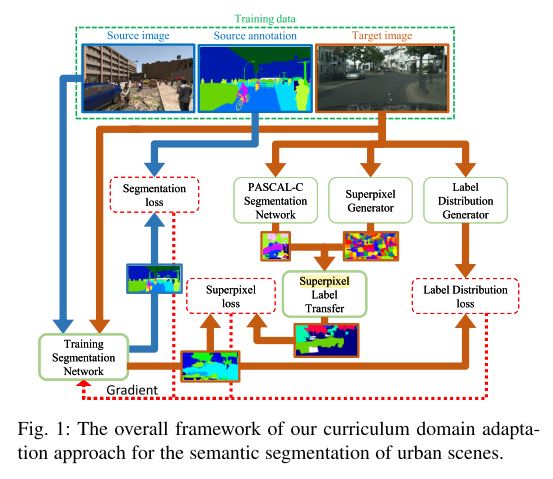 Training data
Source image
Source annotation
Target image
Segmentation
loss
PASCAL-C
Segmentation
Network
Superpixel
Generator
Label
Distribution
Generator
Superpixel
loss
Superpixel
Label
Transfer
Label Distribution
loss
Training
Segmentation
Network
Gradient
Fig. 1: The overall framework of our curriculum domain adapta-
tion approach for the semantic segmentation of urban scenes.